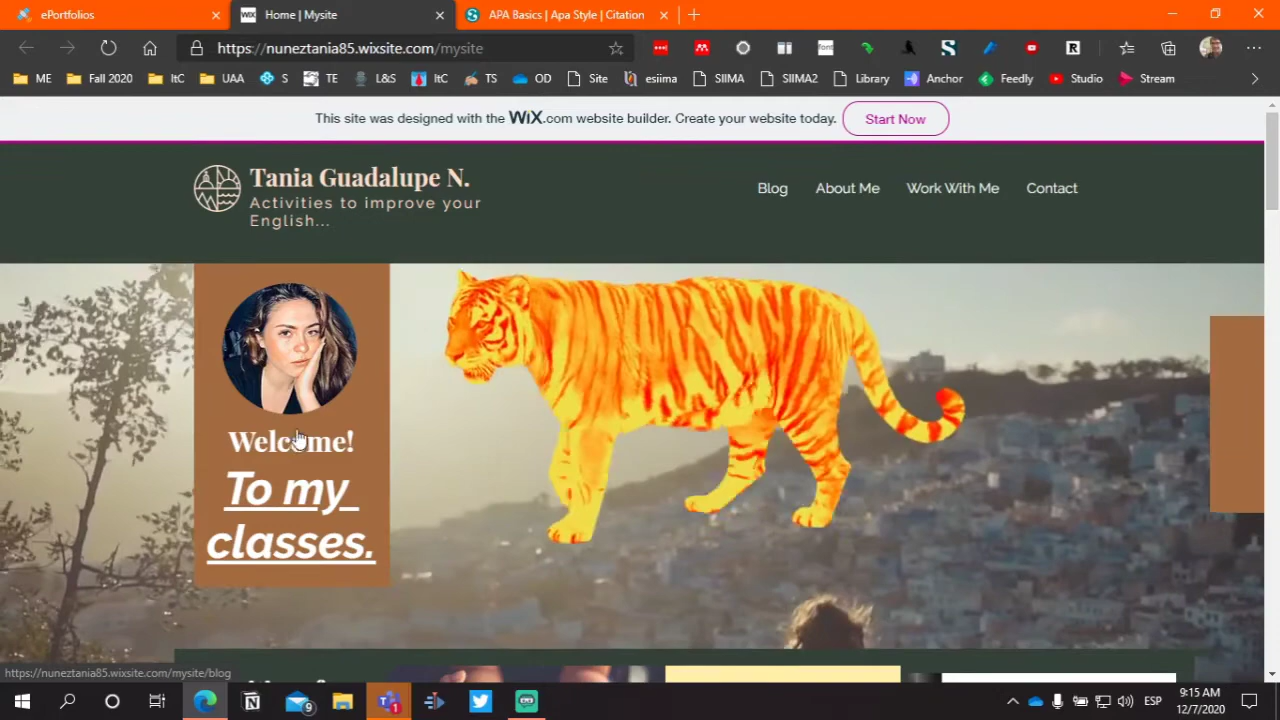 ePortfolios
WIX
Home | Mysite
APA Basics | Apa Style | Citation
https://nuneztania85.wixsite.com/mysite
font
S
R
ME
Fall 2020
ItC
UAA
S
TE
L&S
ItC
TS
OD
Site
esiima
SIIMA
SIIMA2
Library
Anchor
Feedly
Studio
Stream
This site was designed with the WiX.com website builder. Create your website today.
Start Now
Tania Guadalupe N.
Activities to improve your
English...
Blog
About Me
Work With Me
Contact
Welcome!
To my
classes.
https://nuneztania85.wixsite.com/mysite/blog
9
1
ESP
9:15 AM
12/7/2020